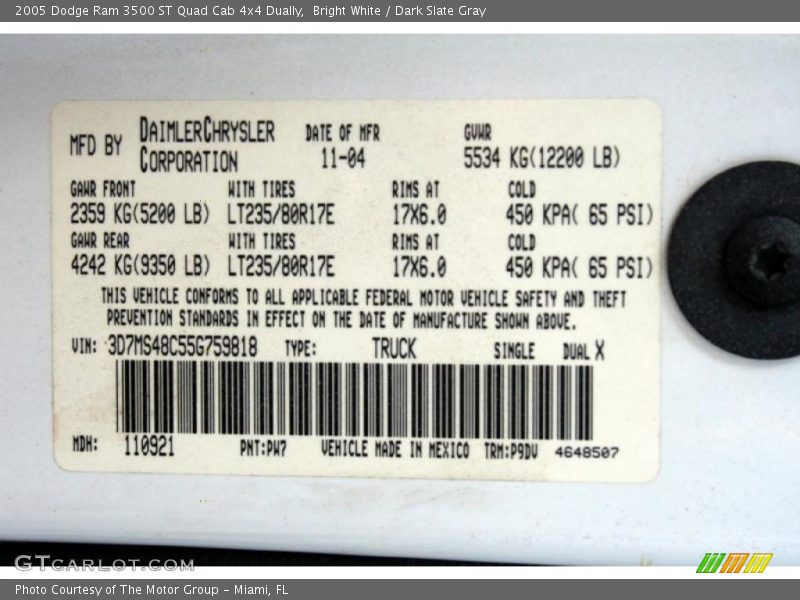 2005 Dodge Ram 3500 ST Quad Cab 4x4 Dually,  Bright White / Dark Slate Gray
MFD BY DAIMLERCHRYSLER CORPORATION DATE OF MFR 11-04 GVWR 5534 KG(12200 LB)
GAWR FRONT WITH TIRES RIMS AT COLD
2359 KG(5200 LB) LT235/80R17E 17X6.0 450 KPA( 65 PSI)
GAWR REAR WITH TIRES RIMS AT COLD
4242 KG(9350 LB) LT235/80R17E 17X6.0 450 KPA( 65 PSI)
THIS VEHICLE CONFORMS TO ALL APPLICABLE FEDERAL MOTOR VEHICLE SAFETY AND THEFT
PREVENTION STANDARDS IN EFFECT ON THE DATE OF MANUFACTURE SHOWN ABOVE.
VIN: 3D7MS48C55G759818 TYPE: TRUCK SINGLE DUAL X
MDH: 110921 PNT:PW7 VEHICLE MADE IN MEXICO TRM:P9DV 4648507
GTCARLOT.COM
Photo Courtesy of The Motor Group - Miami, FL